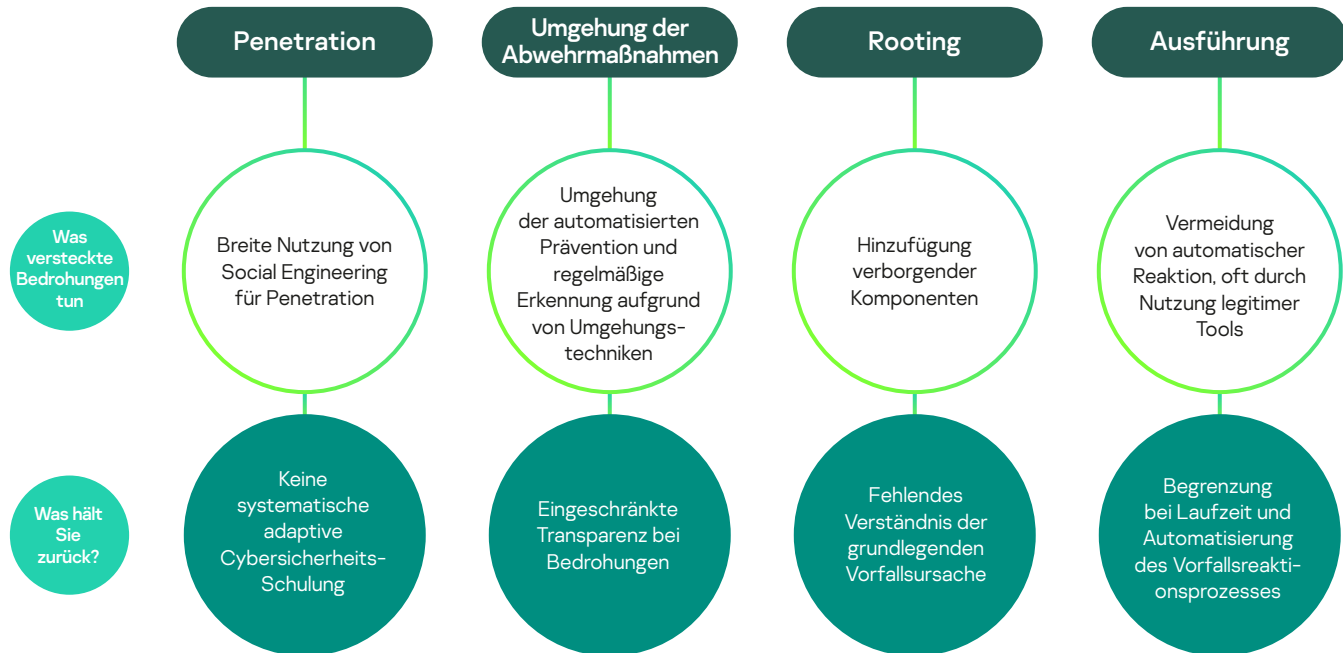 Penetration
Umgehung der
Abwehrmaßnahmen
Rooting
Ausführung
Was
versteckte
Bedrohungen
tun
Breite Nutzung von
Social Engineering
für Penetration
Umgehung
der automatisierten
Prävention und
regelmäßige
Erkennung aufgrund
von Umgehungs-
techniken
Hinzufügung
verborgender
Komponenten
Vermeidung
von automatischer
Reaktion, oft durch
Nutzung legitimer
Tools
Was hält
Sie
zurück?
Keine
systematische
adaptive
Cybersicherheits-
Schulung
Eingeschränkte
Transparenz bei
Bedrohungen
Fehlendes
Verständnis der
grundlegenden
Vorfallsursache
Begrenzung
bei Laufzeit und
Automatisierung
des Vorfallsreakti-
onsprozesses